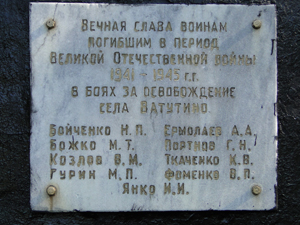 Вечная слава воинам
погибшим в период
Великой Отечественной войны
1941 - 1945 г.г.
в боях за освобождение
села Ватутино.
Бойченко Н.П. Ермолаев А.А.
Божко М.Т. Портнов Г.Н.
Козлов В.М. Ткаченко К.В.
Гурин М.П. Фоменко В.П.
Янко И.И.